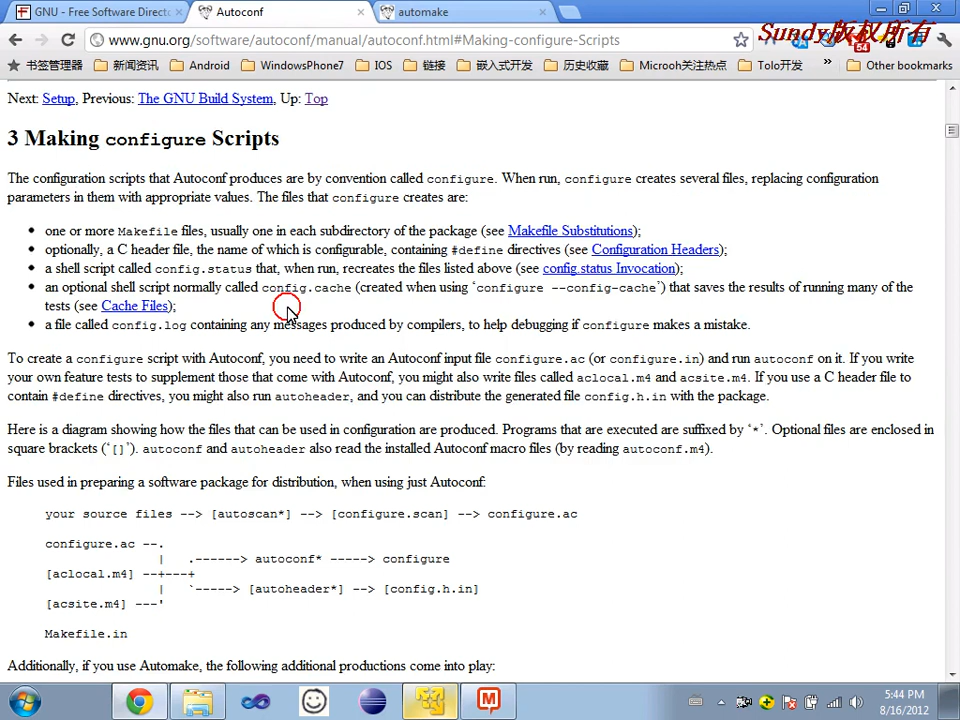 GNU - Free Software Direct
Autoconf
automake
www.gnu.org/software/autoconf/manual/autoconf.html#Making-configure-Scripts
Sundy版权所有
书签管理器 新闻资讯 Android WindowsPhone7 IOS 链接 嵌入式开发 历史收藏 Microoh关注热点 Tolo开发 » Other bookmarks
Next: Setup, Previous: The GNU Build System, Up: Top
3 Making configure Scripts
The configuration scripts that Autoconf produces are by convention called configure. When run, configure creates several files, replacing configuration
parameters in them with appropriate values. The files that configure creates are:
one or more Makefile files, usually one in each subdirectory of the package (see Makefile Substitutions);
optionally, a C header file, the name of which is configurable, containing #define directives (see Configuration Headers);
a shell script called config.status that, when run, recreates the files listed above (see config.status Invocation);
an optional shell script normally called config.cache (created when using ‘configure --config-cache’) that saves the results of running many of the
tests (see Cache Files);
a file called config.log containing any messages produced by compilers, to help debugging if configure makes a mistake.
To create a configure script with Autoconf, you need to write an Autoconf input file configure.ac (or configure.in) and run autoconf on it. If you write
your own feature tests to supplement those that come with Autoconf, you might also write files called aclocal.m4 and acsite.m4. If you use a C header file to
contain #define directives, you might also run autoheader, and you can distribute the generated file config.h.in with the package.
Here is a diagram showing how the files that can be used in configuration are produced. Programs that are executed are suffixed by ‘*’. Optional files are enclosed in
square brackets (‘[]’). autoconf and autoheader also read the installed Autoconf macro files (by reading autoconf.m4).
Files used in preparing a software package for distribution, when using just Autoconf:
your source files --> [autoscan*] --> [configure.scan] --> configure.ac
configure.ac --.
| .------> autoconf* -----> configure
[aclocal.m4] --+---+
| `-----> [autoheader*] --> [config.h.in]
[acsite.m4] ---'
Makefile.in
Additionally, if you use Automake, the following additional productions come into play:
5:44 PM
8/16/2012